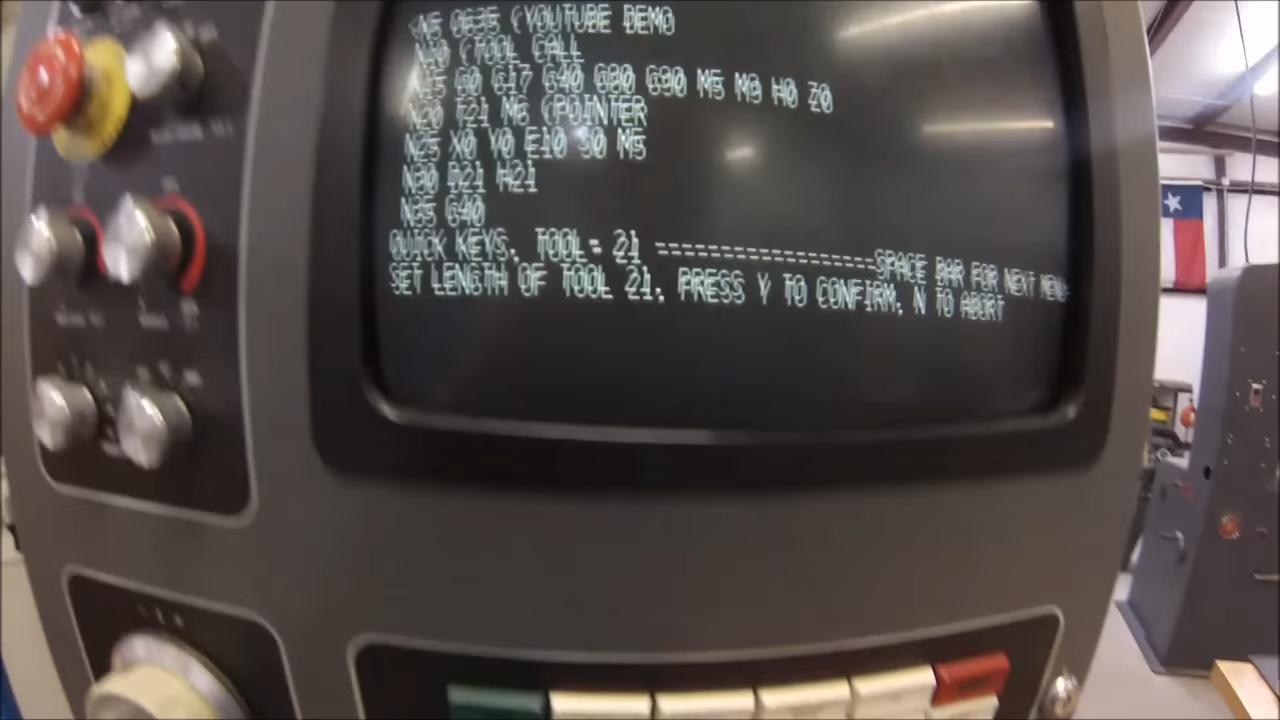 N5 O635 (YOUTUBE DEMO
N10 (TOOL CALL
N15 G0 G17 G40 G80 G90 M5 M9 H0 Z0
N20 T21 M6 (POINTER
N25 X0 Y0 E10 S0 M5
N30 D21 H21
N35 G40
QUICK KEYS. TOOL= 21 -----------------SPACE BAR FOR NEXT MENU
SET LENGTH OF TOOL 21. PRESS Y TO CONFIRM, N TO ABORT